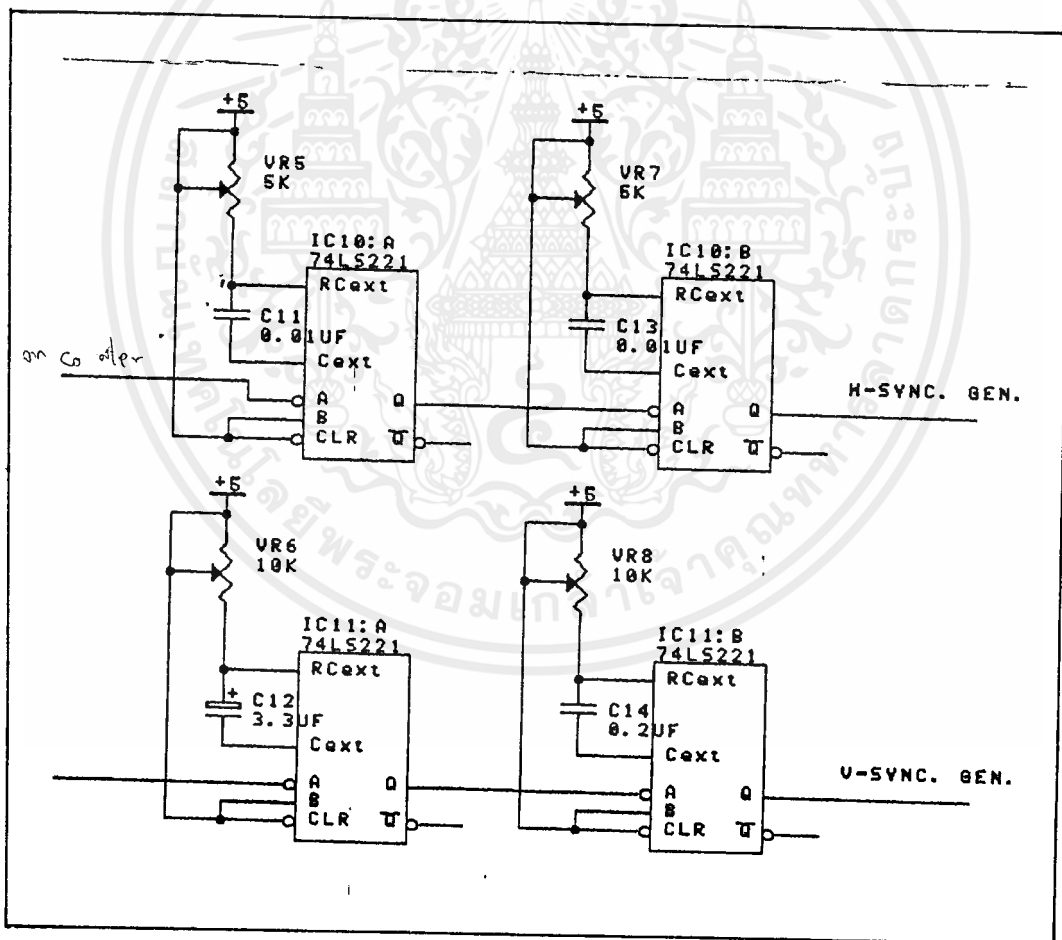 +5
VR5
5K
IC10:A
74LS221
RCext
C11
0.01UF
Cext
A
B
CLR
Q
Q
+5
VR7
5K
IC10:B
74LS221
RCext
C13
0.01UF
Cext
A
B
CLR
Q
Q
H-SYNC. GEN.
+5
VR6
10K
IC11:A
74LS221
RCext
+
C12
3.3UF
Cext
A
B
CLR
Q
Q
+5
VR8
10K
IC11:B
74LS221
RCext
C14
0.2UF
Cext
A
B
CLR
Q
Q
V-SYNC. GEN.